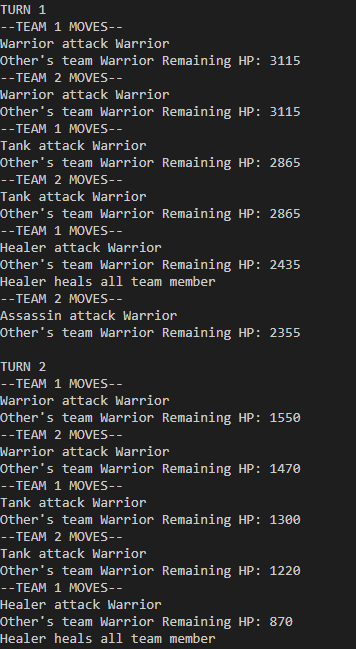 TURN 1
--TEAM 1 MOVES--
Warrior attack Warrior
Other's team Warrior Remaining HP: 3115
--TEAM 2 MOVES--
Warrior attack Warrior
Other's team Warrior Remaining HP: 3115
--TEAM 1 MOVES--
Tank attack Warrior
Other's team Warrior Remaining HP: 2865
--TEAM 2 MOVES--
Tank attack Warrior
Other's team Warrior Remaining HP: 2865
--TEAM 1 MOVES--
Healer attack Warrior
Other's team Warrior Remaining HP: 2435
Healer heals all team member
--TEAM 2 MOVES--
Assassin attack Warrior
Other's team Warrior Remaining HP: 2355

TURN 2
--TEAM 1 MOVES--
Warrior attack Warrior
Other's team Warrior Remaining HP: 1550
--TEAM 2 MOVES--
Warrior attack Warrior
Other's team Warrior Remaining HP: 1470
--TEAM 1 MOVES--
Tank attack Warrior
Other's team Warrior Remaining HP: 1300
--TEAM 2 MOVES--
Tank attack Warrior
Other's team Warrior Remaining HP: 1220
--TEAM 1 MOVES--
Healer attack Warrior
Other's team Warrior Remaining HP: 870
Healer heals all team member